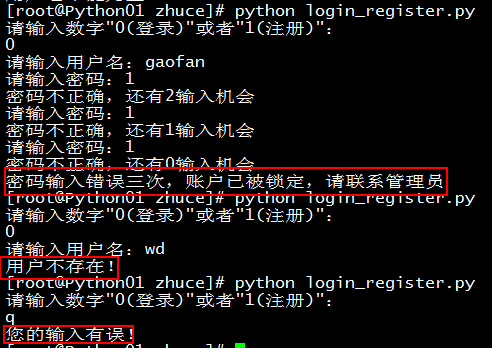 [root@Python01 zhuce]# python login_register.py
请输入数字"0(登录)"或者"1(注册)":
0
请输入用户名: gaofan
请输入密码: 1
密码不正确,还有2输入机会
请输入密码: 1
密码不正确,还有1输入机会
请输入密码: 1
密码不正确,还有0输入机会
密码输入错误三次, 账户已被锁定, 请联系管理员
[root@Python01 zhuce]# python login_register.py
请输入数字"0(登录)"或者"1(注册)":
0
请输入用户名: wd
用户不存在!
[root@Python01 zhuce]# python login_register.py
请输入数字"0(登录)"或者"1(注册)":
q
您的输入有误!
[root@Python01 zhuce]#